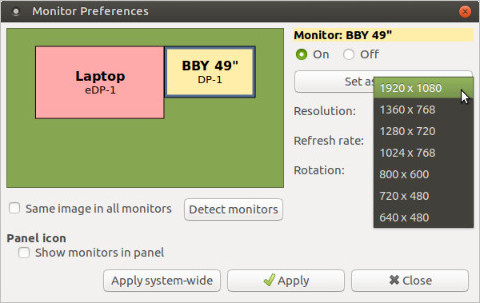 Monitor Preferences
Laptop
eDP-1
BBY 49"
DP-1
Same image in all monitors
Detect monitors
Panel icon
Show monitors in panel
Monitor: BBY 49"
On
Off
Set as
Resolution:
Refresh rate:
Rotation:
1920 x 1080
1360 x 768
1280 x 720
1024 x 768
800 x 600
720 x 480
640 x 480
Apply system-wide
Apply
Close